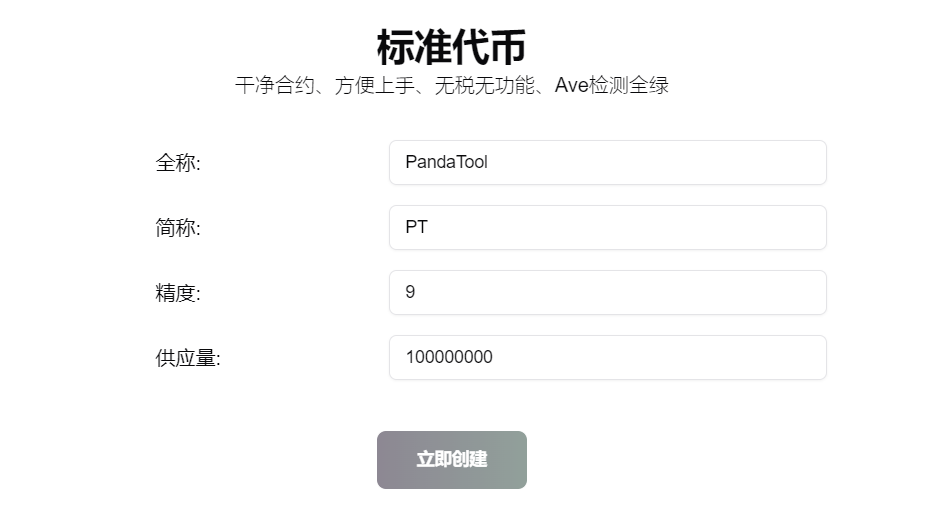 标准代币
干净合约、方便上手、无税无功能、Ave检测全绿
全称: PandaTool
简称: PT
精度: 9
供应量: 100000000
立即创建